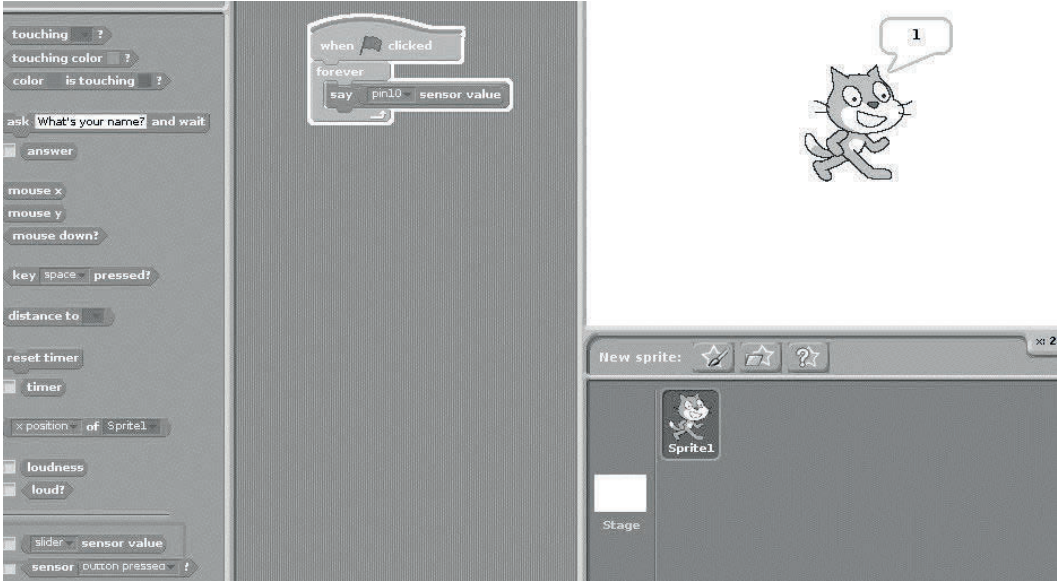 touching ?
touching color ?
color is touching ?
ask What's your name? and wait
answer
mouse x
mouse y
mouse down?
key space pressed?
distance to
reset timer
timer
x position of Sprite1
loudness
loud?
slider sensor value
sensor button pressed ?
when clicked
forever
say pin10 sensor value
1
x: 2
New sprite:
Sprite1
Stage